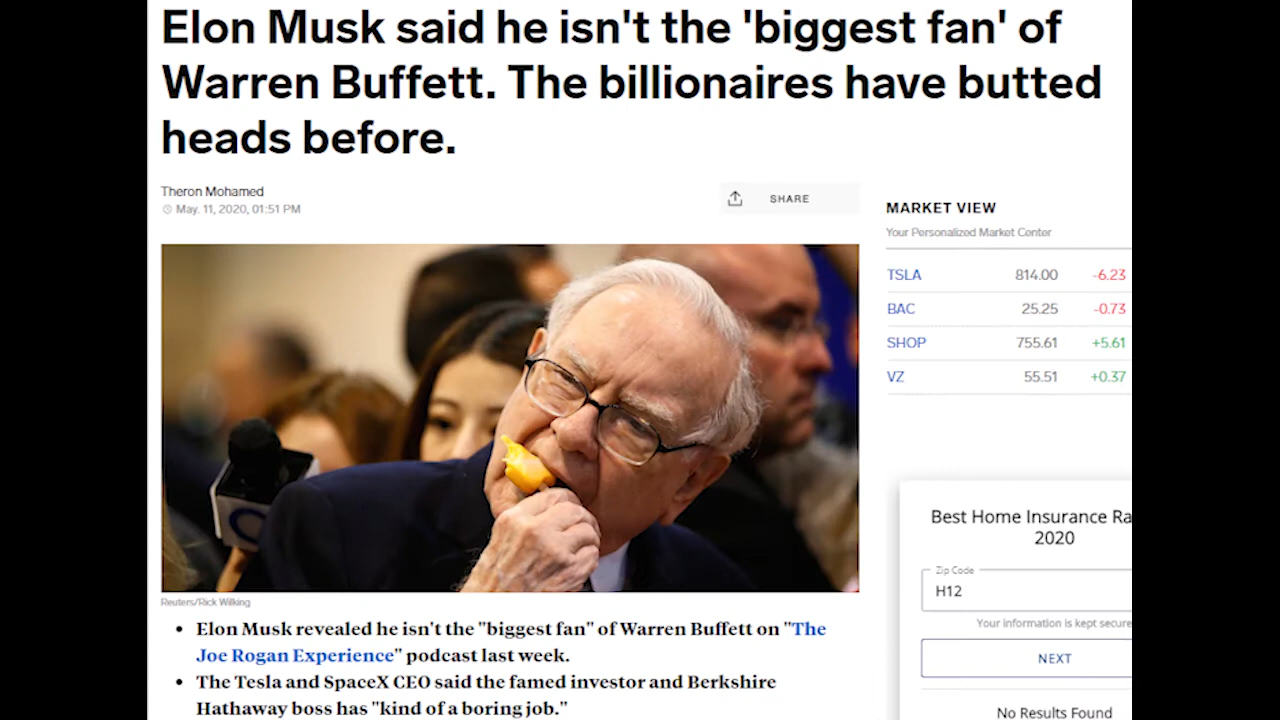 Elon Musk said he isn't the 'biggest fan' of
Warren Buffett. The billionaires have butted
heads before.
Theron Mohamed
May. 11, 2020, 01:51 PM
SHARE
MARKET VIEW
Your Personalized Market Center
TSLA 814.00 -6.23
BAC 25.25 -0.73
SHOP 755.61 +5.61
VZ 55.51 +0.37
Reuters/Rick Wilking
• Elon Musk revealed he isn't the "biggest fan" of Warren Buffett on "The
Joe Rogan Experience" podcast last week.
• The Tesla and SpaceX CEO said the famed investor and Berkshire
Hathaway boss has "kind of a boring job."
Best Home Insurance Ra
2020
Zip Code
H12
Your information is kept secure
NEXT
No Results Found